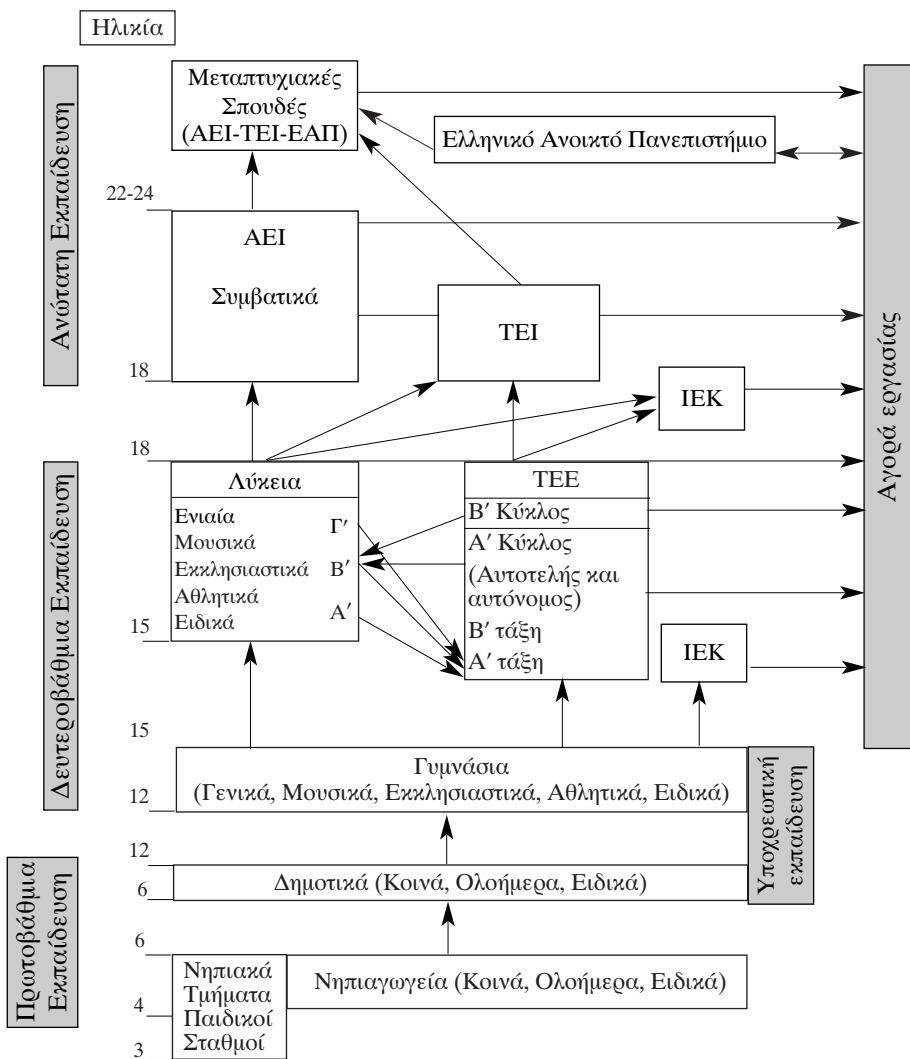 Ηλικία
Ανώτατη Εκπαίδευση
Μεταπτυχιακές
Σπουδές
(ΑΕΙ-ΤΕΙ-ΕΑΠ)
Ελληνικό Ανοικτό Πανεπιστήμιο
22-24
ΑΕΙ
Συμβατικά
ΤΕΙ
18
ΙΕΚ
Αγορά εργασίας
Δευτεροβάθμια Εκπαίδευση
18
Λύκεια
Ενιαία
Μουσικά
Εκκλησιαστικά
Αθλητικά
Ειδικά
Γ′
Β′
Α′
ΤΕΕ
Β′ Κύκλος
Α′ Κύκλος
(Αυτοτελής και
αυτόνομος)
Β′ τάξη
Α′ τάξη
15
ΙΕΚ
15
Γυμνάσια
(Γενικά, Μουσικά, Εκκλησιαστικά, Αθλητικά, Ειδικά)
12
Υποχρεωτική
εκπαίδευση
Πρωτοβάθμια
Εκπαίδευση
12
Δημοτικά (Κοινά, Ολοήμερα, Ειδικά)
6
6
Νηπιακά
Τμήματα
Παιδικοί
Σταθμοί
Νηπιαγωγεία (Κοινά, Ολοήμερα, Ειδικά)
4
3